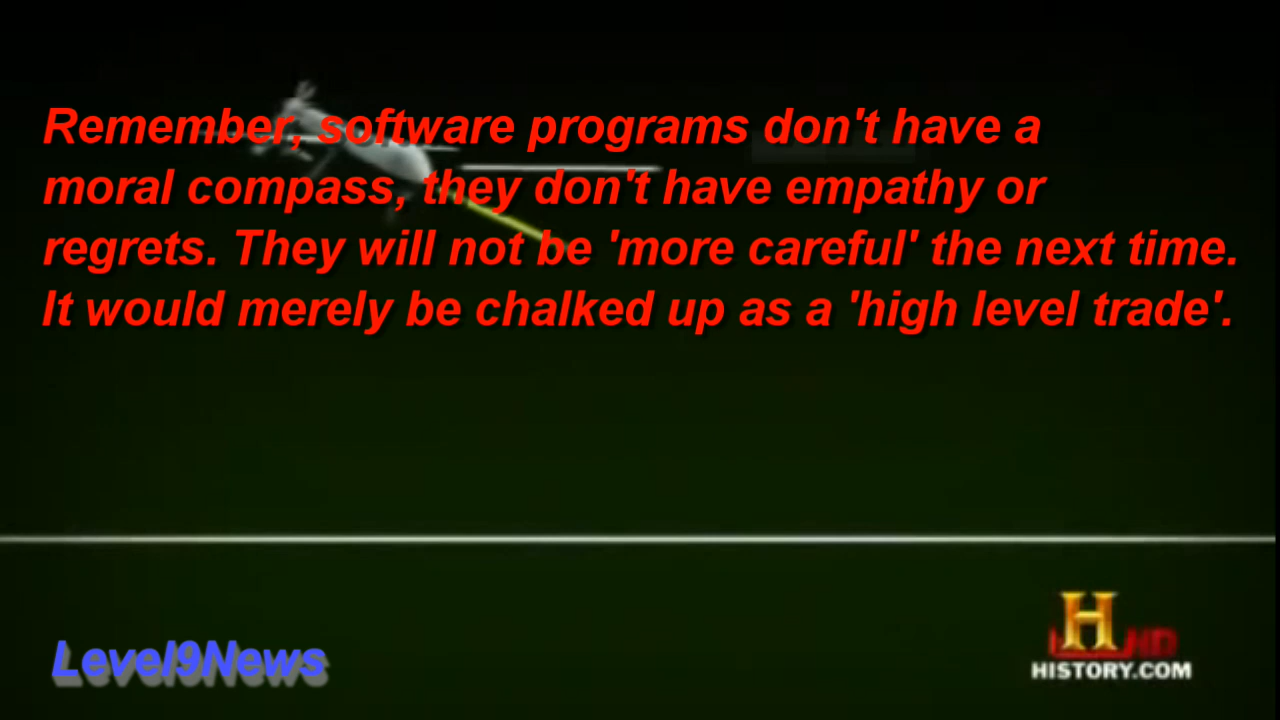 Remember, software programs don't have a
moral compass, they don't have empathy or
regrets. They will not be 'more careful' the next time.
It would merely be chalked up as a 'high level trade'.
Level9News
H HD
HISTORY.COM